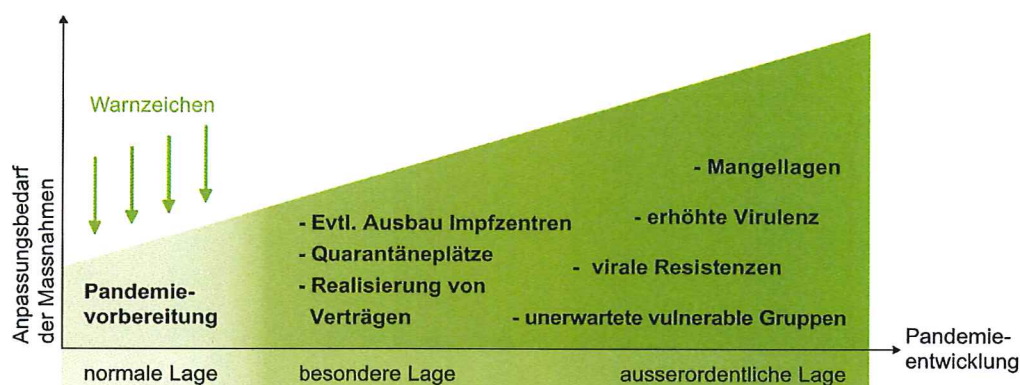 Anpassungsbedarf
der Massnahmen
Warnzeichen
Pandemie-
vorbereitung
- Evtl. Ausbau Impfzentren
- Quarantäneplätze
- Realisierung von
Verträgen
- Mangellagen
- erhöhte Virulenz
- virale Resistenzen
- unerwartete vulnerable Gruppen
normale Lage
besondere Lage
ausserordentliche Lage
Pandemie-
entwicklung